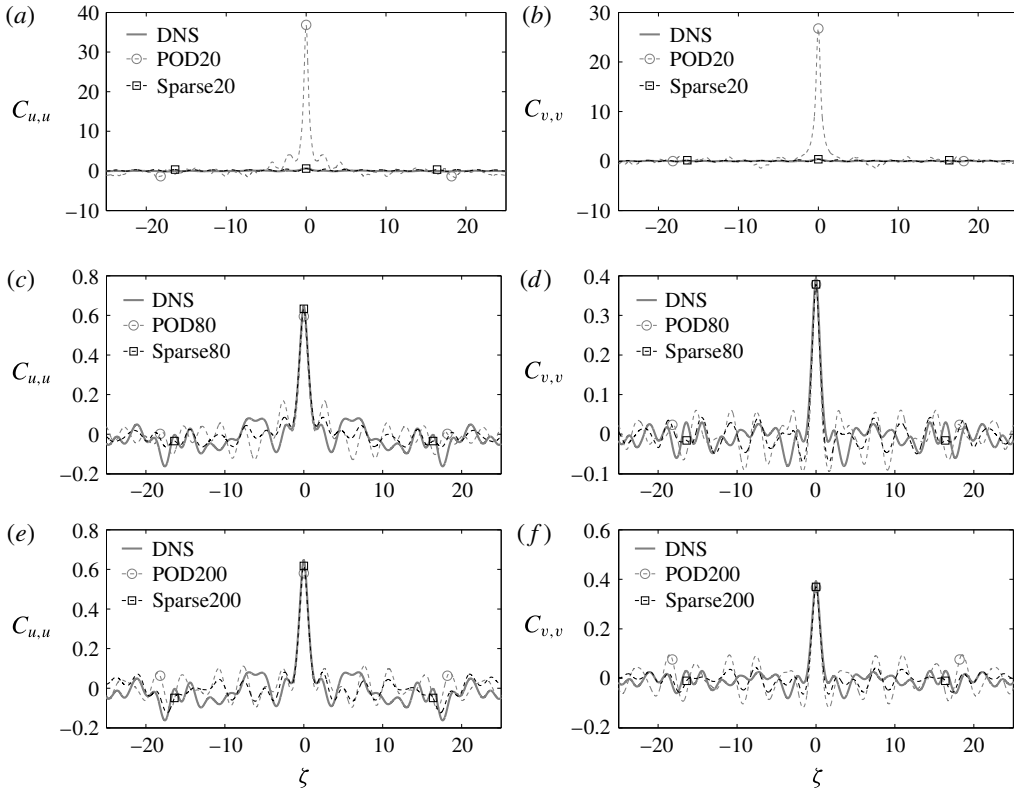 (a)
40
30
20
10
0
−10
DNS
POD20
Sparse20
C_{u,u}
−20 −10 0 10 20
(b)
30
20
10
0
−10
DNS
POD20
Sparse20
C_{v,v}
−20 −10 0 10 20
(c)
0.8
0.6
0.4
0.2
0
−0.2
DNS
POD80
Sparse80
C_{u,u}
−20 −10 0 10 20
(d)
0.4
0.3
0.2
0.1
0
−0.1
DNS
POD80
Sparse80
C_{v,v}
−20 −10 0 10 20
(e)
0.8
0.6
0.4
0.2
0
−0.2
DNS
POD200
Sparse200
C_{u,u}
−20 −10 0 10 20
ζ
(f)
0.6
0.4
0.2
0
−0.2
DNS
POD200
Sparse200
C_{v,v}
−20 −10 0 10 20
ζ